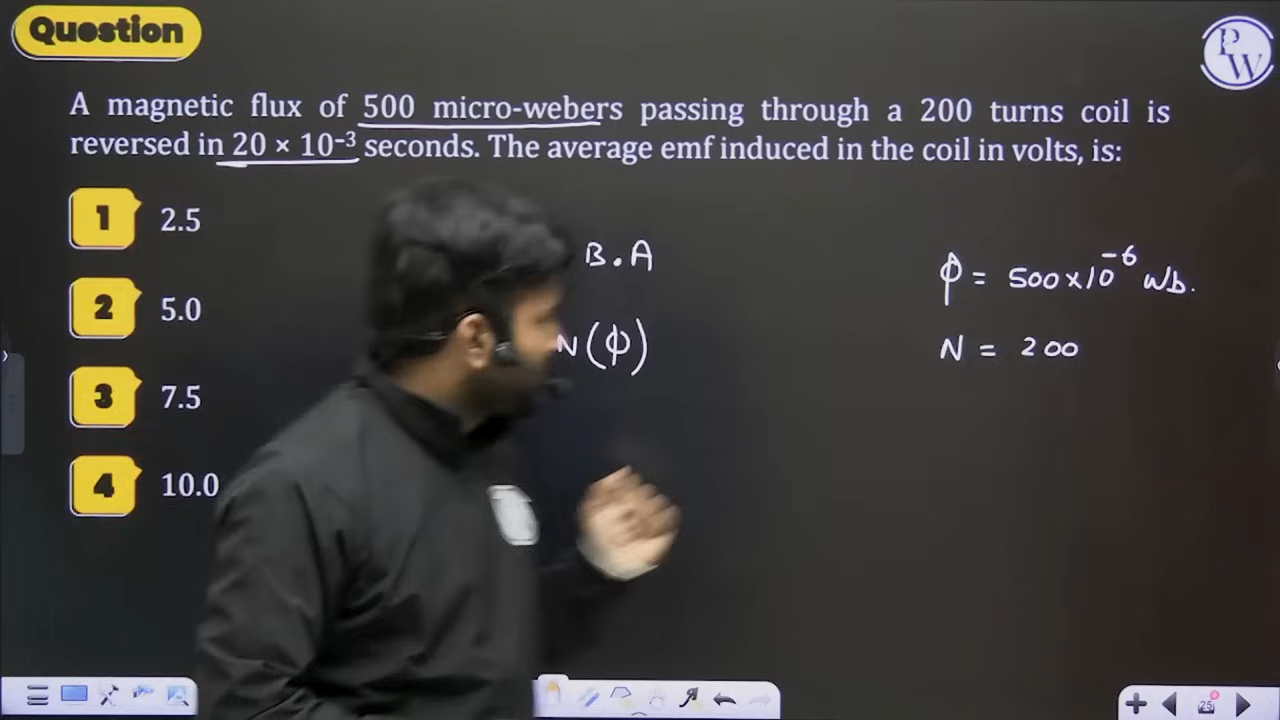 Question
PW
A magnetic flux of 500 micro-webers passing through a 200 turns coil is
reversed in 20 × 10⁻³ seconds. The average emf induced in the coil in volts, is:
1 2.5
2 5.0
3 7.5
4 10.0
B.A
N(ϕ)
ϕ = 500×10⁻⁶ Wb.
N = 200
25